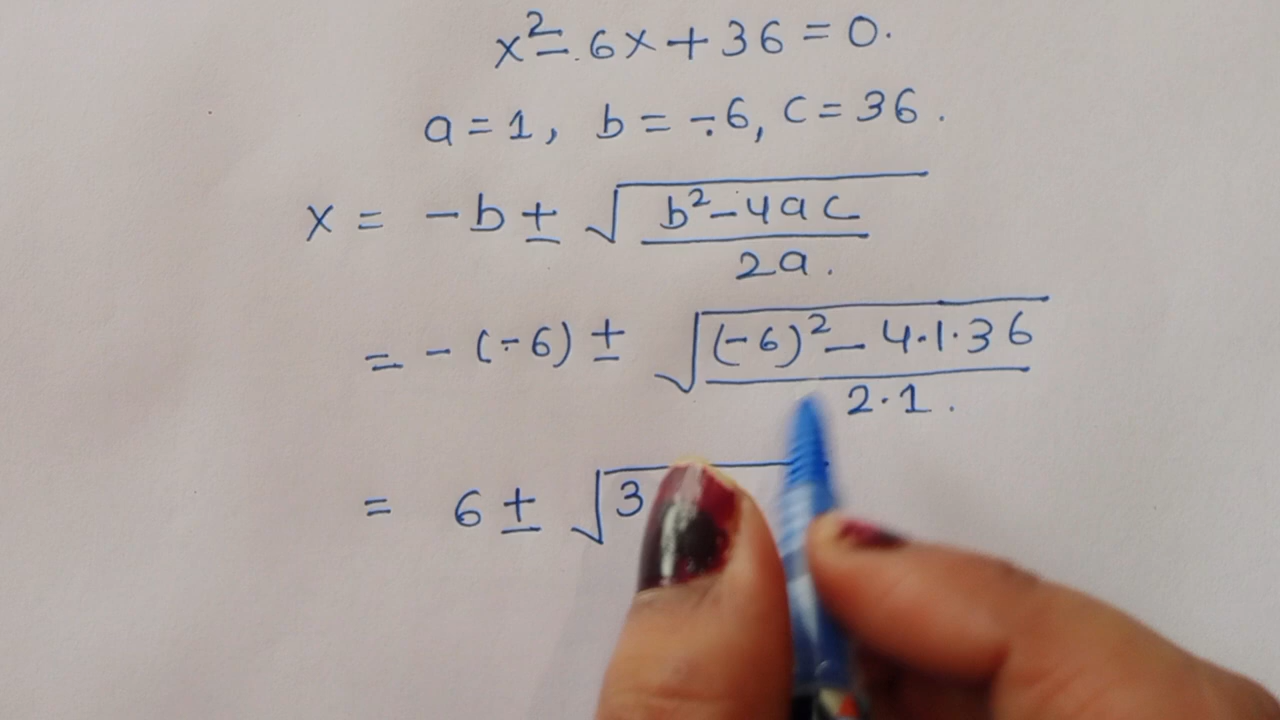 x² - 6x + 36 = 0.
a = 1, b = -6, c = 36.
x = -b ± √(b² - 4ac / 2a.)
= -(-6) ± √((-6)² - 4·1·36 / 2·1.)
= 6 ± √3